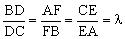 BD/DC = AF/FB = CE/EA = λ